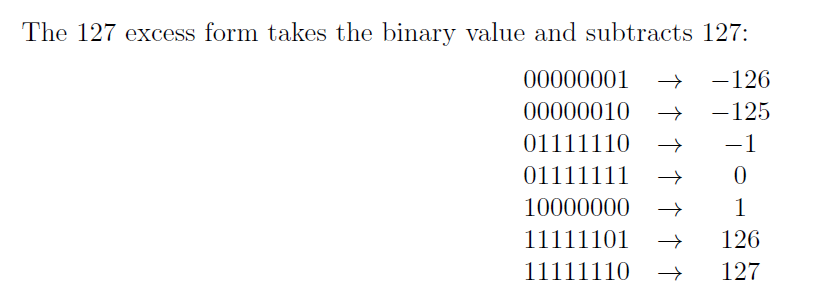 The 127 excess form takes the binary value and subtracts 127:
00000001 → −126
00000010 → −125
01111110 → −1
01111111 → 0
10000000 → 1
11111101 → 126
11111110 → 127